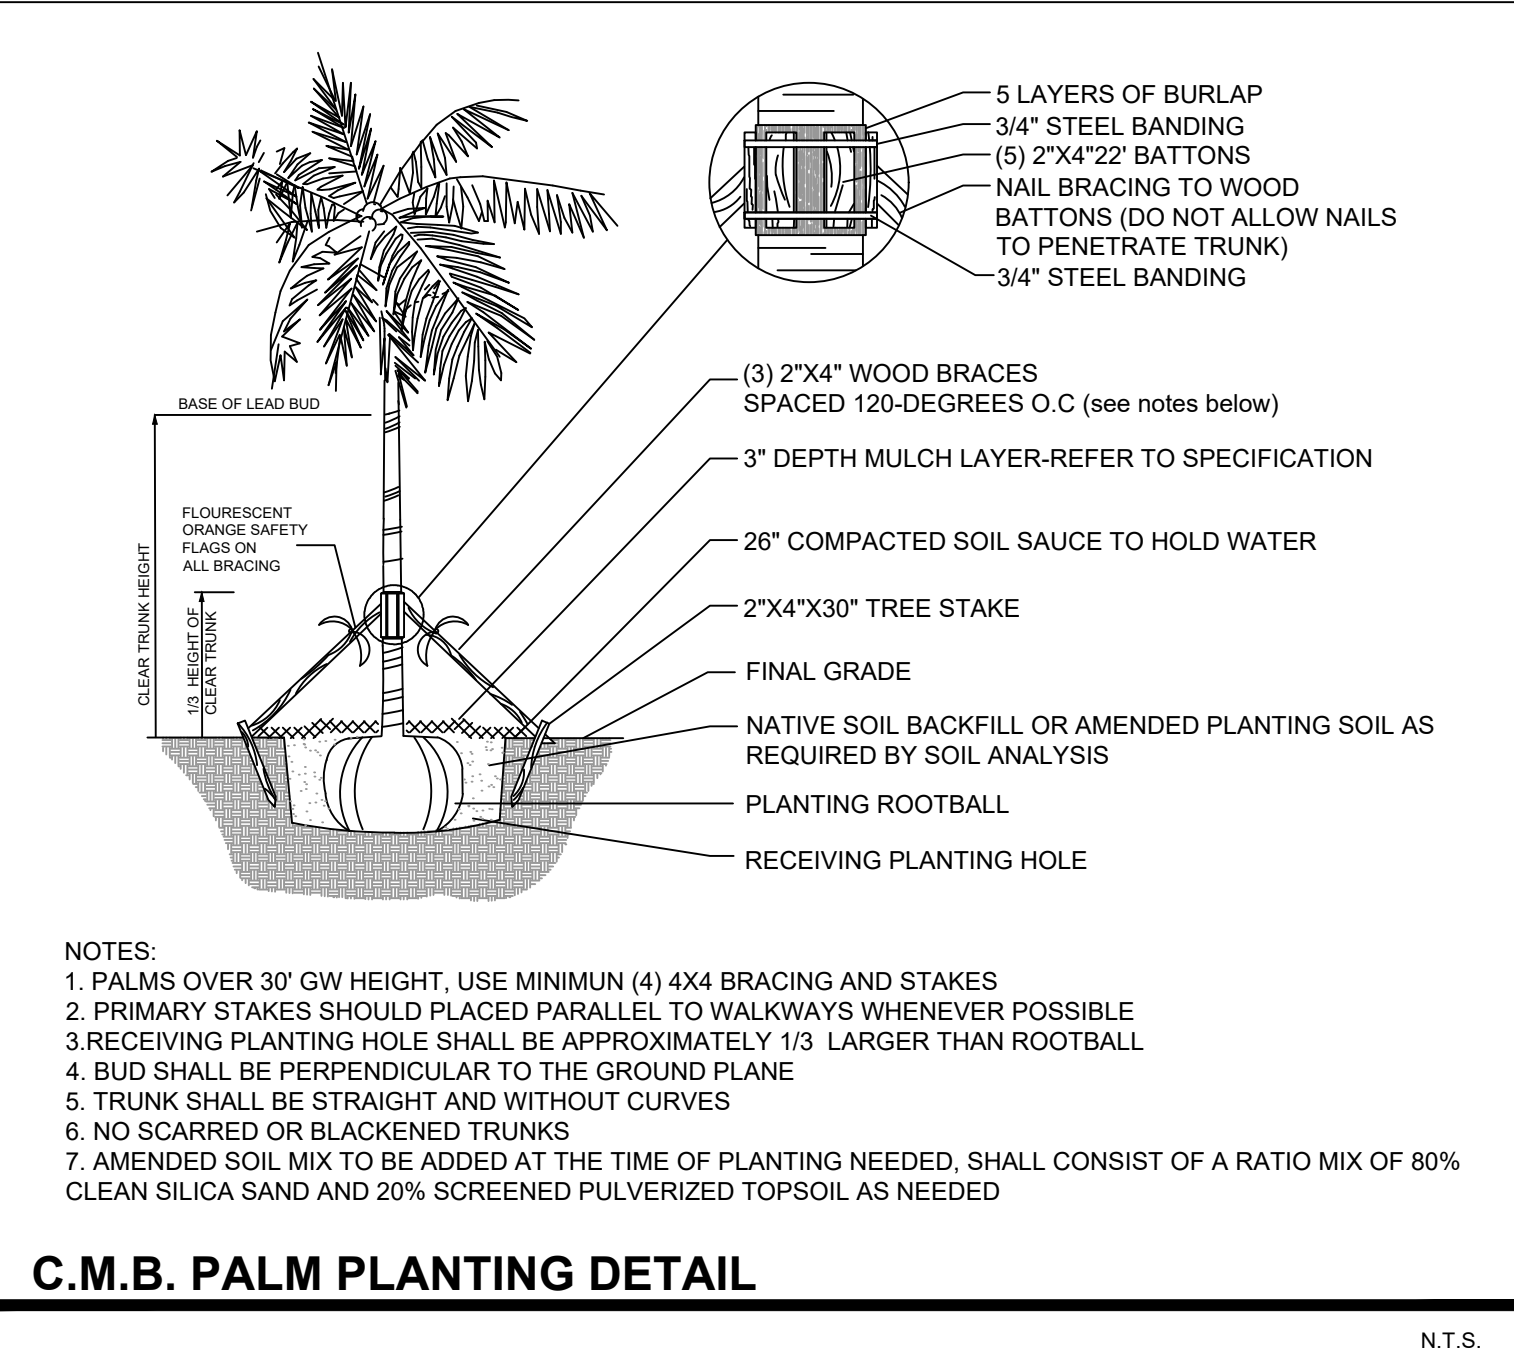 5 LAYERS OF BURLAP
3/4" STEEL BANDING
(5) 2"X4"22' BATTONS
NAIL BRACING TO WOOD
BATTONS (DO NOT ALLOW NAILS
TO PENETRATE TRUNK)
3/4" STEEL BANDING
(3) 2"X4" WOOD BRACES
SPACED 120-DEGREES O.C (see notes below)
BASE OF LEAD BUD
3" DEPTH MULCH LAYER-REFER TO SPECIFICATION
FLOURESCENT
ORANGE SAFETY
FLAGS ON
ALL BRACING
26" COMPACTED SOIL SAUCE TO HOLD WATER
CLEAR TRUNK HEIGHT
1/3 HEIGHT OF
CLEAR TRUNK
2"X4"X30" TREE STAKE
FINAL GRADE
NATIVE SOIL BACKFILL OR AMENDED PLANTING SOIL AS
REQUIRED BY SOIL ANALYSIS
PLANTING ROOTBALL
RECEIVING PLANTING HOLE
NOTES:
1. PALMS OVER 30' GW HEIGHT, USE MINIMUN (4) 4X4 BRACING AND STAKES
2. PRIMARY STAKES SHOULD PLACED PARALLEL TO WALKWAYS WHENEVER POSSIBLE
3.RECEIVING PLANTING HOLE SHALL BE APPROXIMATELY 1/3 LARGER THAN ROOTBALL
4. BUD SHALL BE PERPENDICULAR TO THE GROUND PLANE
5. TRUNK SHALL BE STRAIGHT AND WITHOUT CURVES
6. NO SCARRED OR BLACKENED TRUNKS
7. AMENDED SOIL MIX TO BE ADDED AT THE TIME OF PLANTING NEEDED, SHALL CONSIST OF A RATIO MIX OF 80%
CLEAN SILICA SAND AND 20% SCREENED PULVERIZED TOPSOIL AS NEEDED
C.M.B. PALM PLANTING DETAIL
N.T.S.